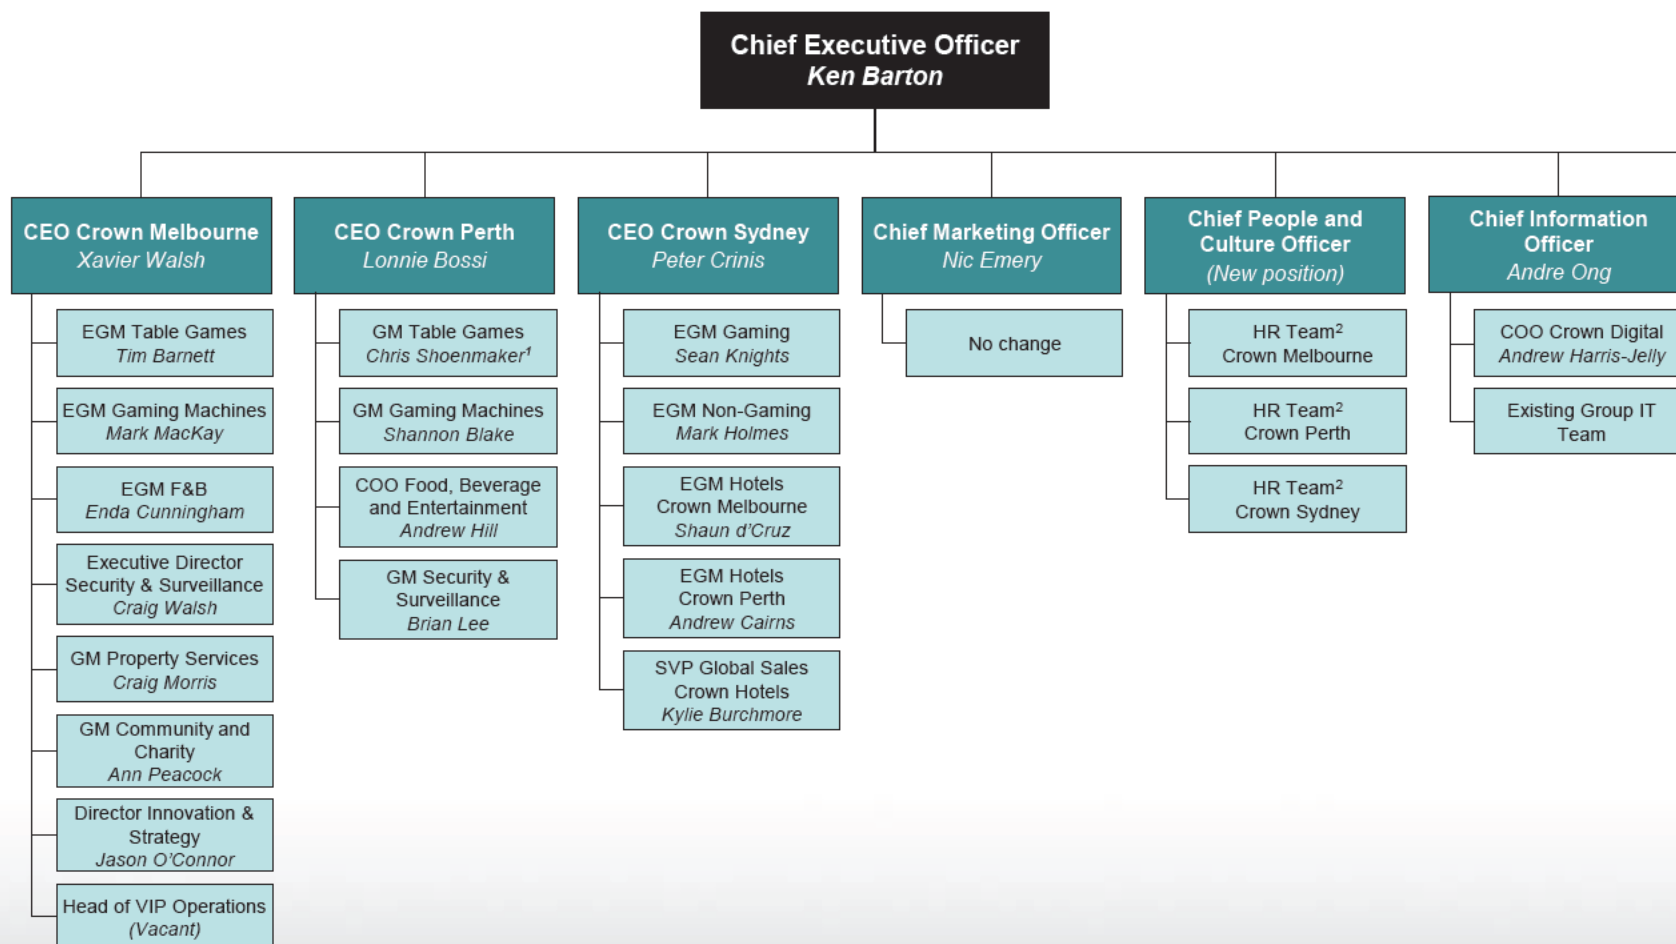 Chief Executive Officer
Ken Barton
CEO Crown Melbourne
Xavier Walsh
EGM Table Games
Tim Barnett
EGM Gaming Machines
Mark MacKay
EGM F&B
Enda Cunningham
Executive Director
Security & Surveillance
Craig Walsh
GM Property Services
Craig Morris
GM Community and
Charity
Ann Peacock
Director Innovation &
Strategy
Jason O'Connor
Head of VIP Operations
(Vacant)
CEO Crown Perth
Lonnie Bossi
GM Table Games
Chris Shoenmaker¹
GM Gaming Machines
Shannon Blake
COO Food, Beverage
and Entertainment
Andrew Hill
GM Security &
Surveillance
Brian Lee
CEO Crown Sydney
Peter Crinis
EGM Gaming
Sean Knights
EGM Non-Gaming
Mark Holmes
EGM Hotels
Crown Melbourne
Shaun d'Cruz
EGM Hotels
Crown Perth
Andrew Cairns
SVP Global Sales
Crown Hotels
Kylie Burchmore
Chief Marketing Officer
Nic Emery
No change
Chief People and
Culture Officer
(New position)
HR Team²
Crown Melbourne
HR Team²
Crown Perth
HR Team²
Crown Sydney
Chief Information
Officer
Andre Ong
COO Crown Digital
Andrew Harris-Jelly
Existing Group IT
Team